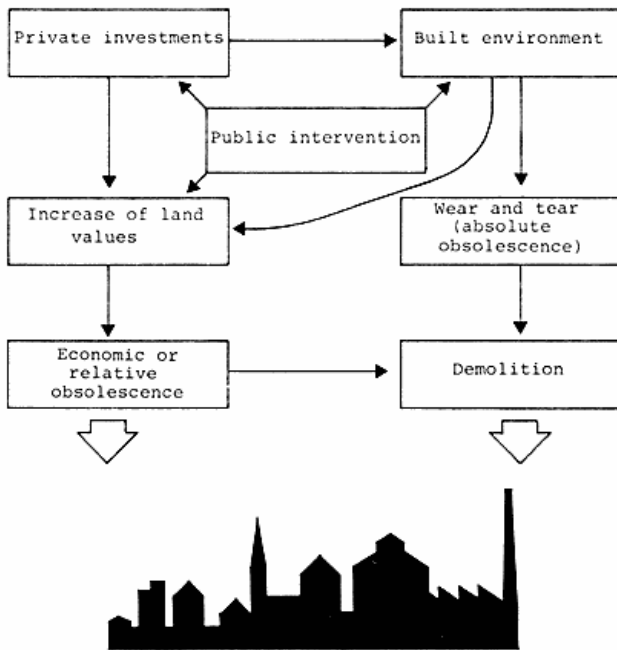 Private investments
Built environment
Public intervention
Increase of land
values
Wear and tear
(absolute
obsolescence)
Economic or
relative
obsolescence
Demolition